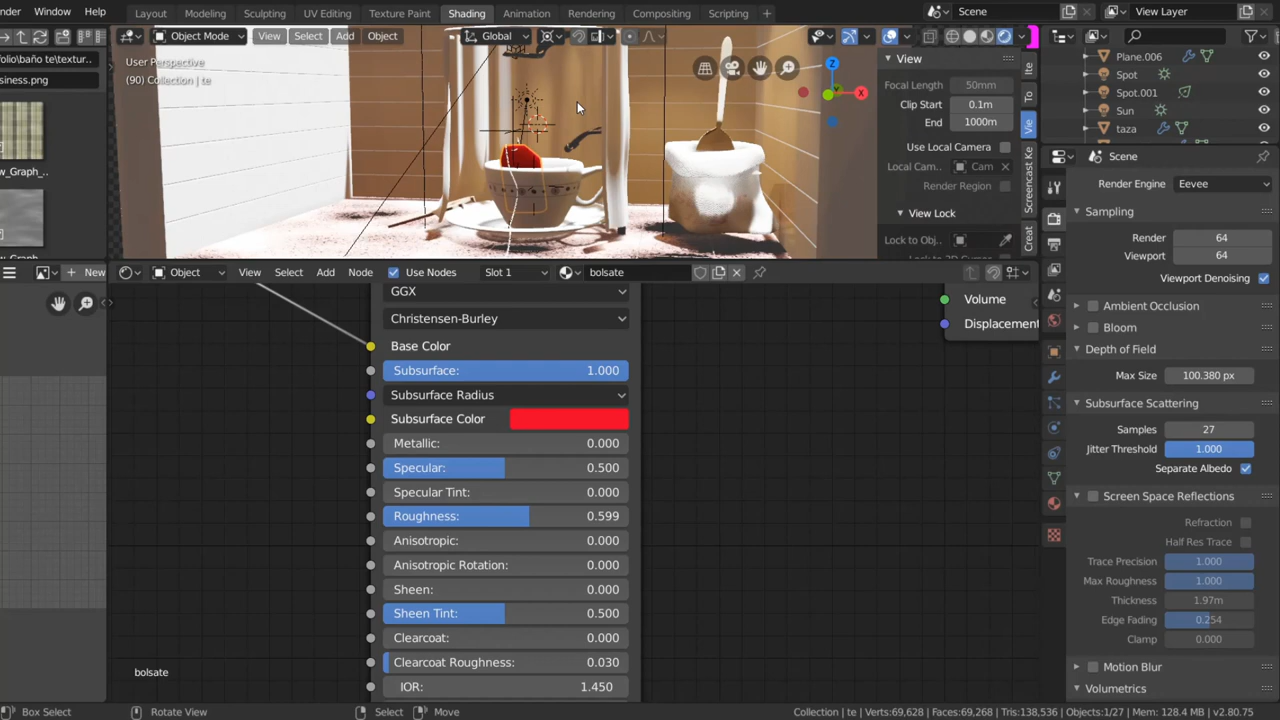 nder Window Help Layout Modeling Sculpting UV Editing Texture Paint Shading Animation Rendering Compositing Scripting + Scene View Layer
Object Mode View Select Add Object Global
folio\baño te\textur..
siness.png
w_Graph_..
User Perspective
(90) Collection | te
Z
X
View
Focal Length 50mm
Clip Start 0.1m
End 1000m
Use Local Camera
Local Cam.. Cam
Render Region
View Lock
Lock to Obj..
Ite
To
Vie
Screencast Ke
Creat
Plano.006
Spot
Spot.001
Sun
taza
Scene
Render Engine Eevee
Sampling
Render 64
Viewport 64
Viewport Denoising
Ambient Occlusion
Bloom
Depth of Field
Max Size 100.380 px
Subsurface Scattering
Samples 27
Jitter Threshold 1.000
Separate Albedo
Screen Space Reflections
Refraction
Half Res Trace
Trace Precision 1.000
Max Roughness 1.000
Thickness 1.97m
Edge Fading 0.254
Clamp 0.000
Motion Blur
Volumetrics
+ New Object View Select Add Node Use Nodes Slot 1 bolsate
GGX
Christensen-Burley
Base Color
Subsurface: 1.000
Subsurface Radius
Subsurface Color
Metallic: 0.000
Specular: 0.500
Specular Tint: 0.000
Roughness: 0.599
Anisotropic: 0.000
Anisotropic Rotation: 0.000
Sheen: 0.000
Sheen Tint: 0.500
Clearcoat: 0.000
Clearcoat Roughness: 0.030
IOR: 1.450
Volume
Displacement
bolsate
Box Select Rotate View Select Move Collection | te | Verts:69,628 | Faces:69,268 | Tris:138,536 | Objects:1/27 | Mem: 128.4 MB | v2.80.75